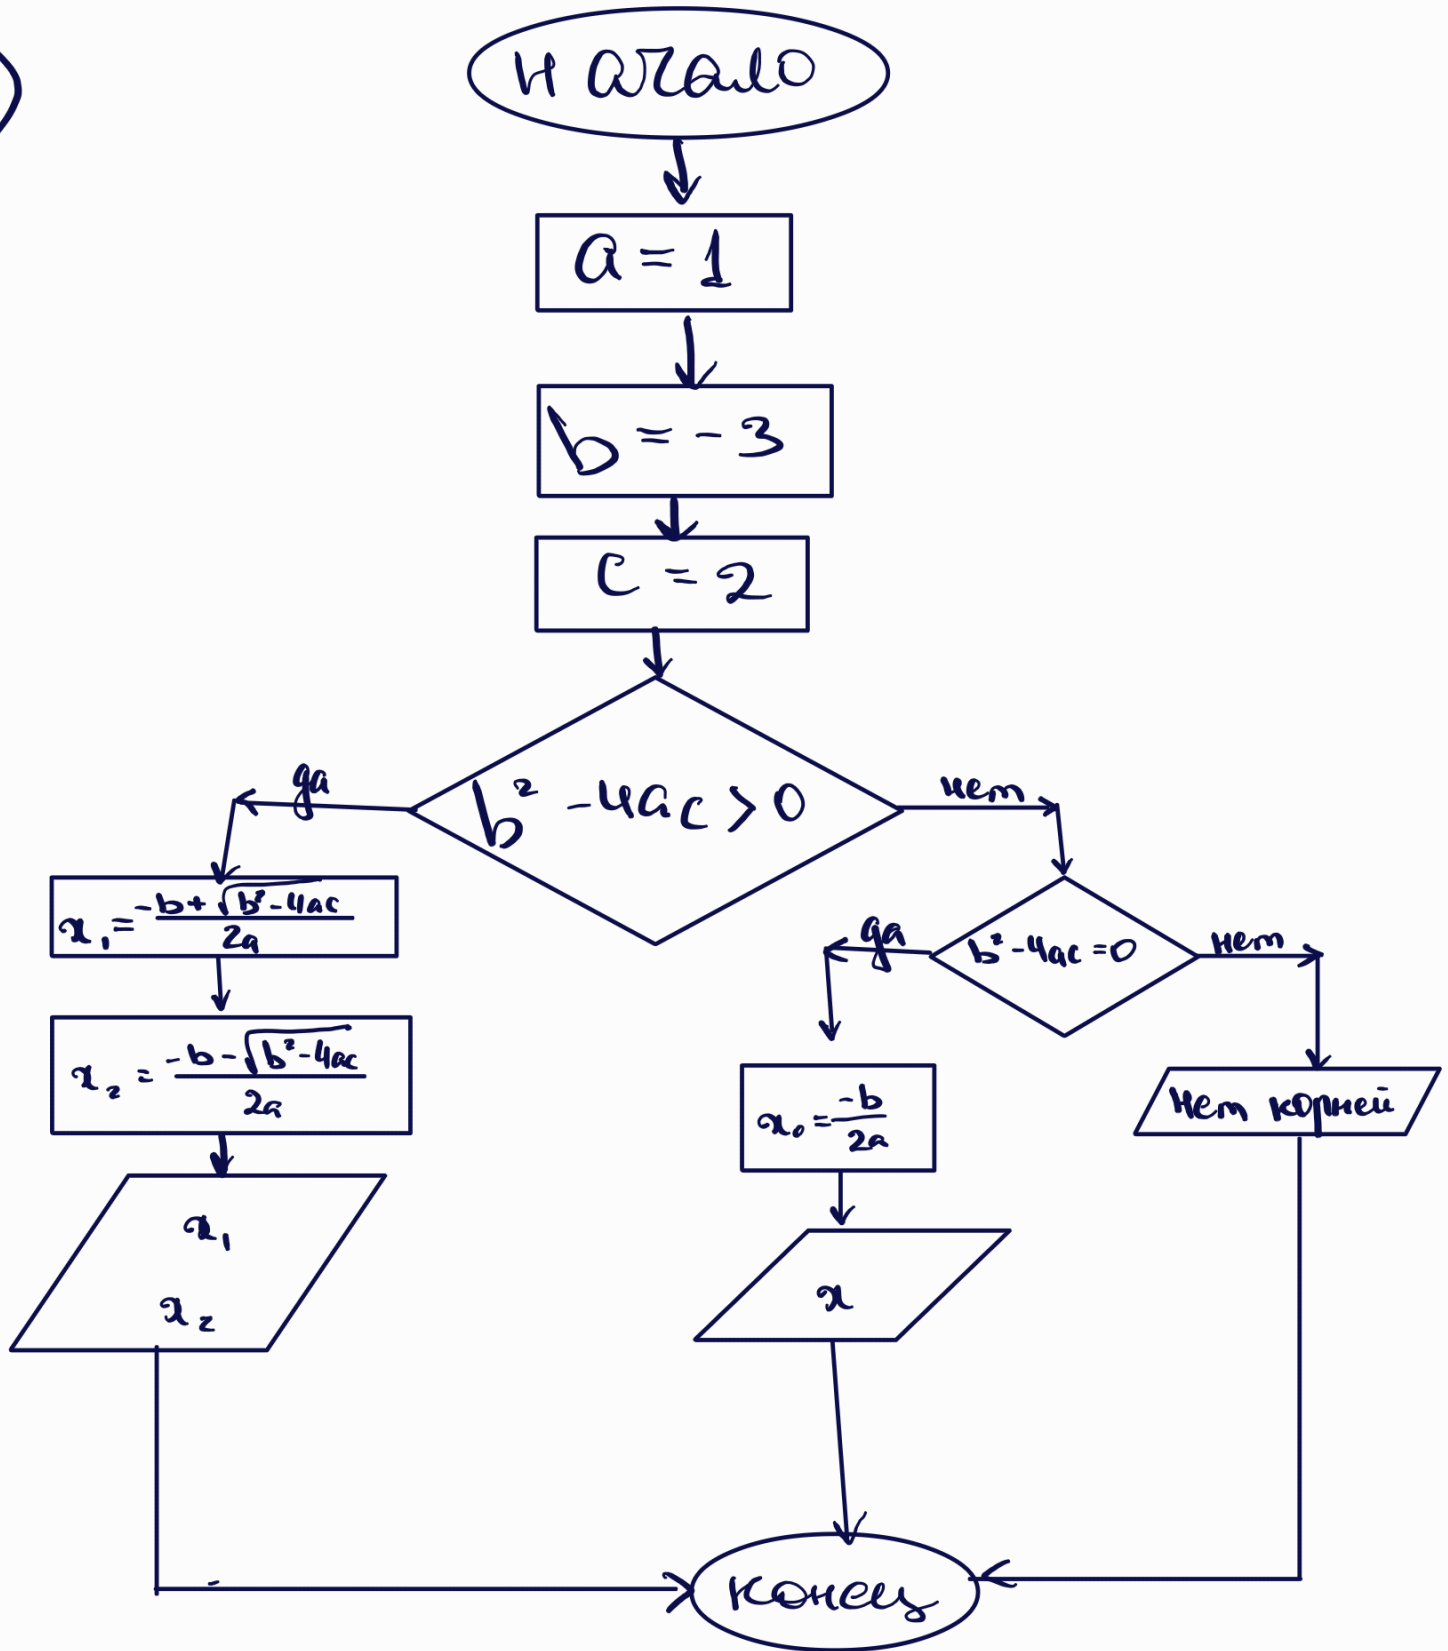 начало
a = 1
b = - 3
c = 2
b² - 4ac > 0
да
нет
x₁ = -b + √b² - 4ac / 2a
x₂ = -b - √b² - 4ac / 2a
x₁
x₂
b² - 4ac = 0
да
нет
x₀ = -b / 2a
x
нет корней
конец